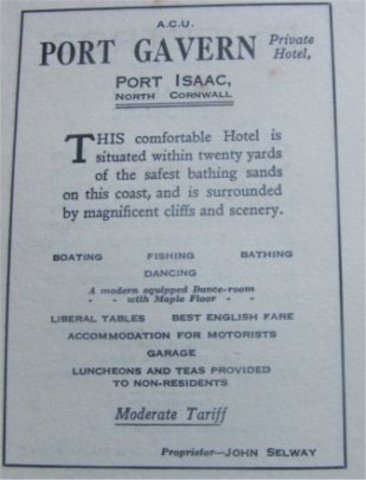 A.C.U.
PORT GAVERN Private Hotel,
PORT ISAAC,
NORTH CORNWALL
THIS comfortable Hotel is
situated within twenty yards
of the safest bathing sands
on this coast, and is surrounded
by magnificent cliffs and scenery.
BOATING FISHING BATHING
DANCING
A modern equipped Dance-room
" " with Maple Floor " "
LIBERAL TABLES BEST ENGLISH FARE
ACCOMMODATION FOR MOTORISTS
GARAGE
LUNCHEONS AND TEAS PROVIDED
TO NON-RESIDENTS
Moderate Tariff
Proprietor—JOHN SELWAY